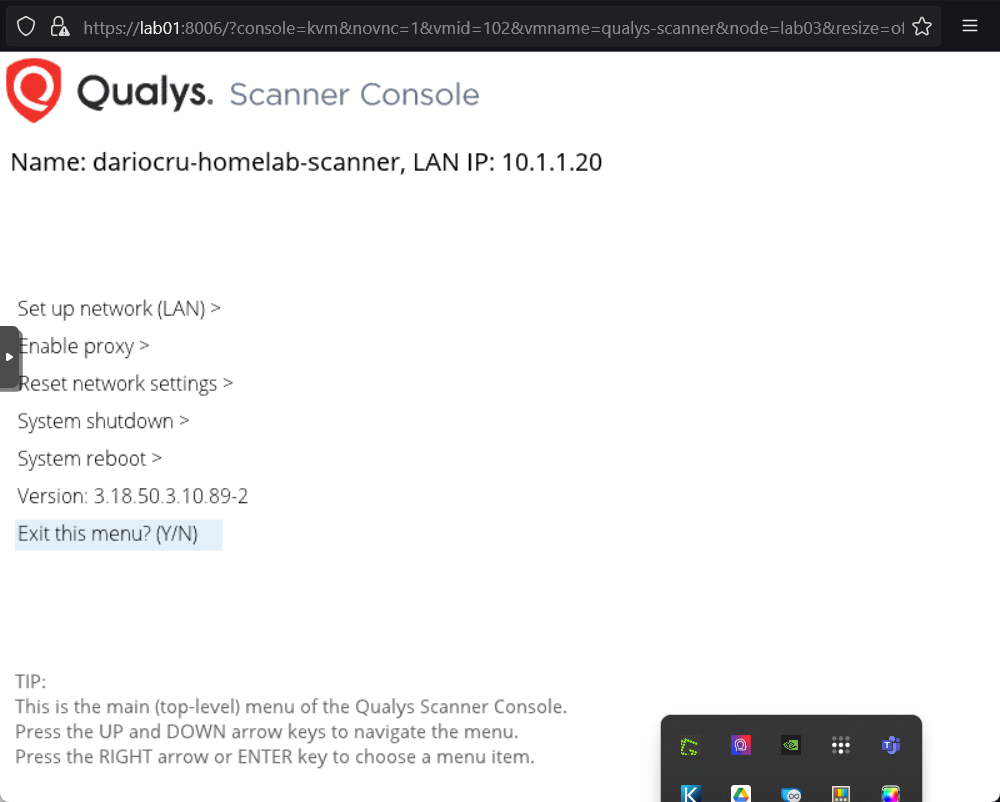 https://lab01:8006/?console=kvm&novnc=1&vmid=102&vmname=qualys-scanner&node=lab03&resize=of
Qualys. Scanner Console
Name: dariocru-homelab-scanner, LAN IP: 10.1.1.20
Set up network (LAN) >
Enable proxy >
Reset network settings >
System shutdown >
System reboot >
Version: 3.18.50.3.10.89-2
Exit this menu? (Y/N)
TIP:
This is the main (top-level) menu of the Qualys Scanner Console.
Press the UP and DOWN arrow keys to navigate the menu.
Press the RIGHT arrow or ENTER key to choose a menu item.